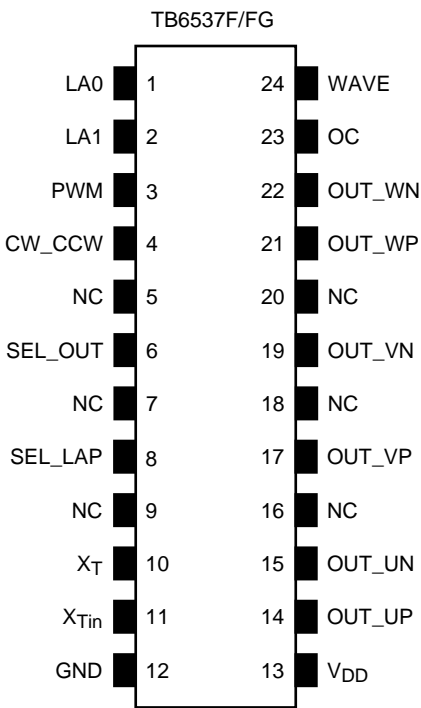 TB6537F/FG
LA0 1 24 WAVE
LA1 2 23 OC
PWM 3 22 OUT_WN
CW_CCW 4 21 OUT_WP
NC 5 20 NC
SEL_OUT 6 19 OUT_VN
NC 7 18 NC
SEL_LAP 8 17 OUT_VP
NC 9 16 NC
XT 10 15 OUT_UN
XTin 11 14 OUT_UP
GND 12 13 VDD